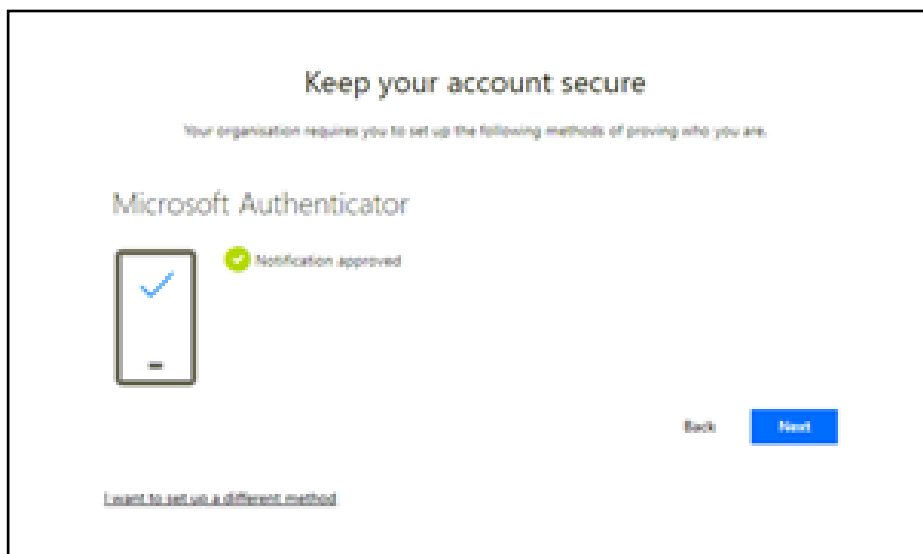 Keep your account secure
Your organisation requires you to set up the following methods of proving who you are.
Microsoft Authenticator
Notification approved
Back
Next
I want to set up a different method